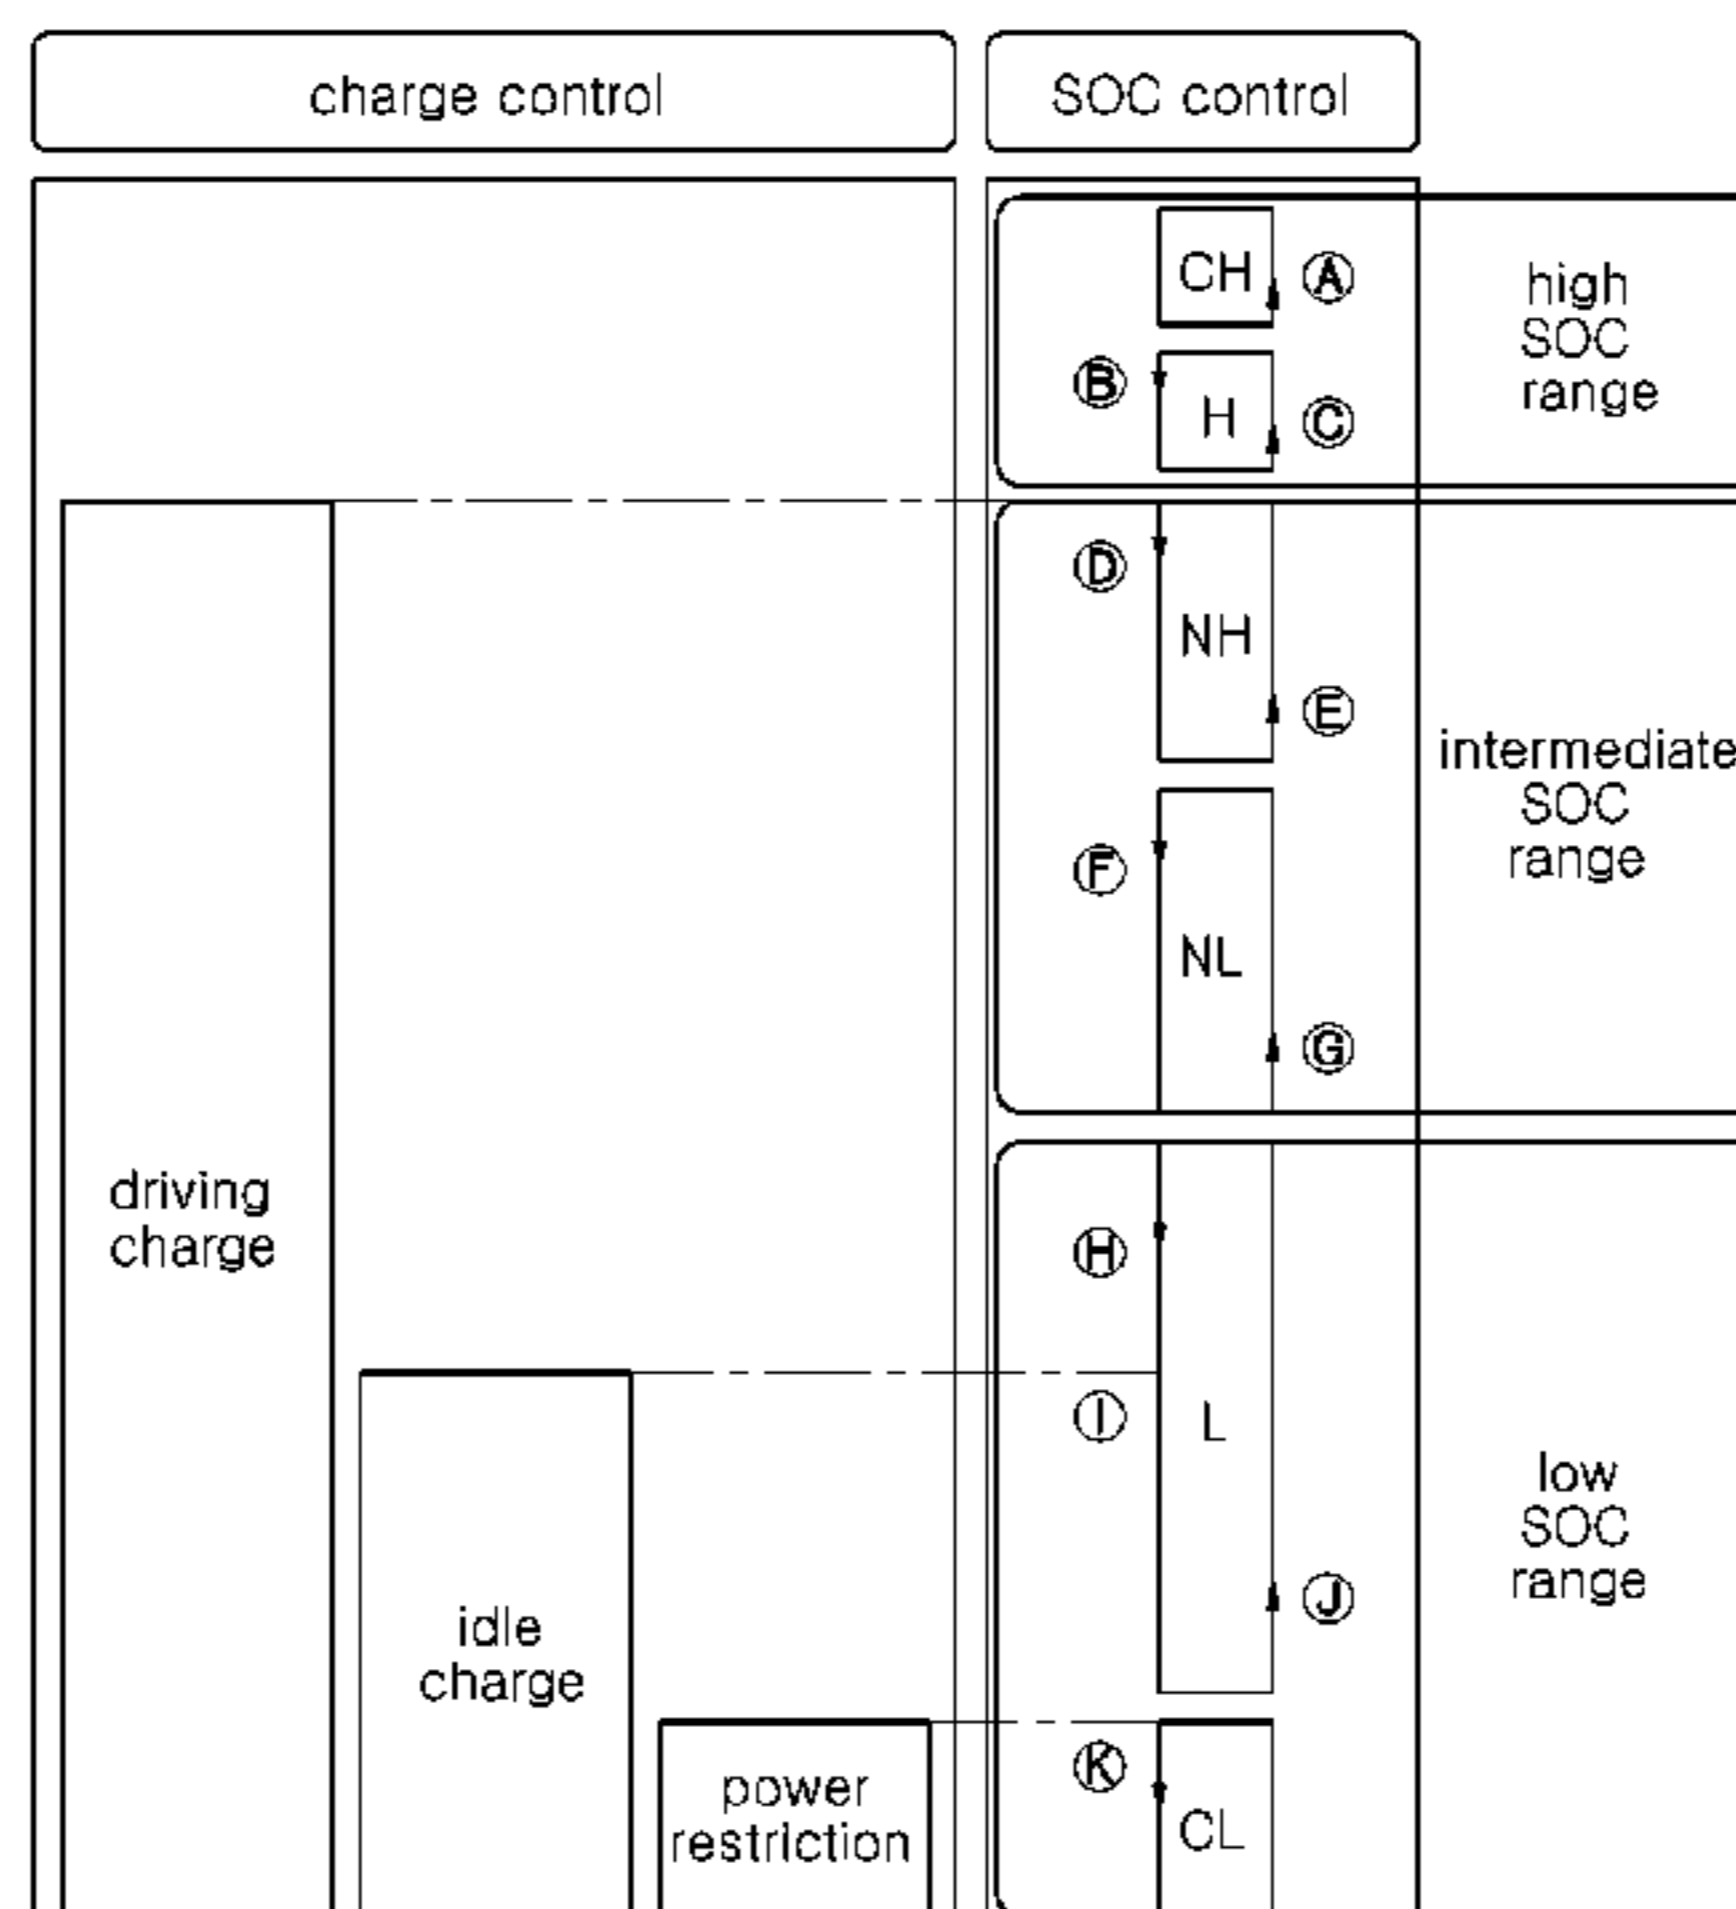 charge control
SOC control
CH
A
high
SOC
range
B
H
C
D
NH
E
intermediate
SOC
range
F
NL
G
driving
charge
H
I
L
low
SOC
range
J
idle
charge
K
power
restriction
CL